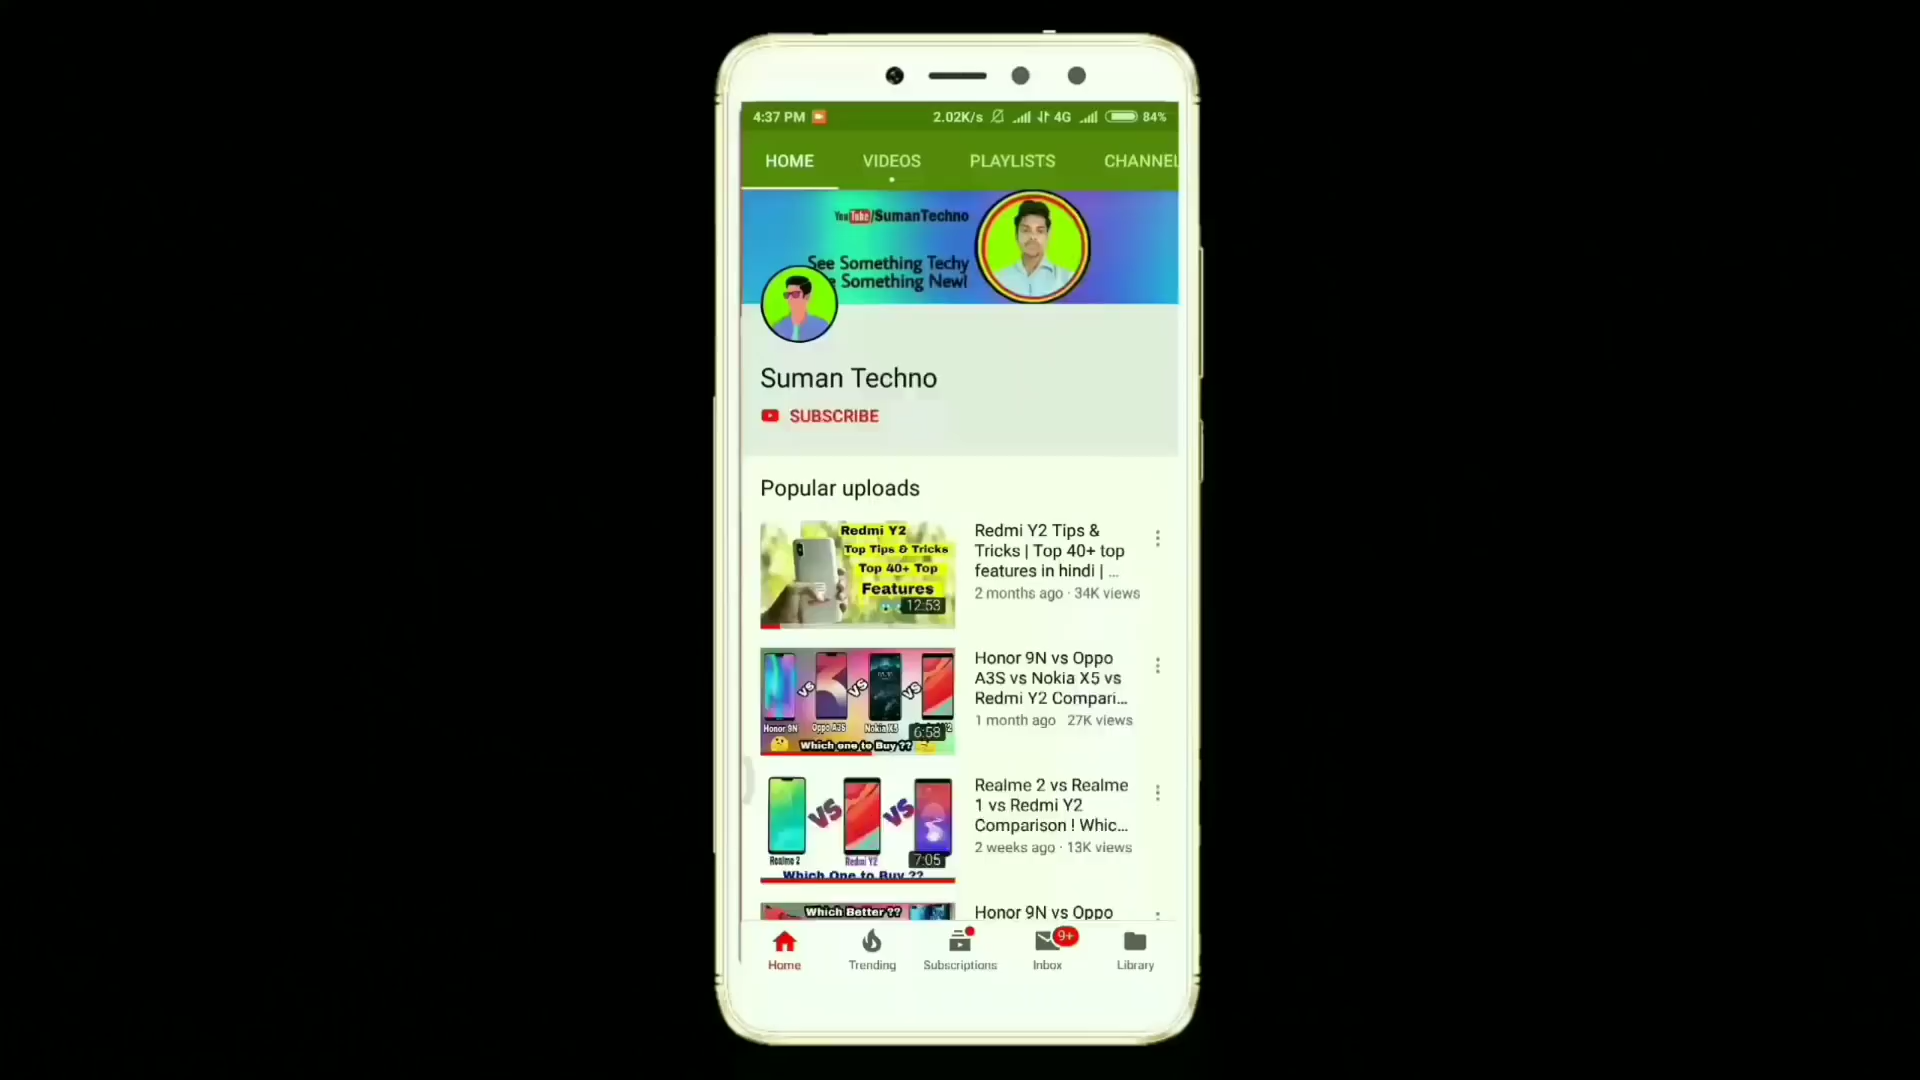 4:37 PM 2.02K/s 4G 84%
HOME VIDEOS PLAYLISTS CHANNEL
YouTube/SumanTechno
See Something Techy
Something New!
Suman Techno
SUBSCRIBE
Popular uploads
Redmi Y2
Top Tips & Tricks
Top 40+ Top
Features
12:53
Redmi Y2 Tips &
Tricks | Top 40+ top
features in hindi | ...
2 months ago · 34K views
VS VS VS
Honor 9N Oppo A3S Nokia X5
6:58
Which one to Buy ??
Honor 9N vs Oppo
A3S vs Nokia X5 vs
Redmi Y2 Compari...
1 month ago 27K views
VS VS
Realme 2 Redmi Y2
7:05
Which One to Buy ??
Realme 2 vs Realme
1 vs Redmi Y2
Comparison ! Whic...
2 weeks ago · 13K views
Which Better ??
Honor 9N vs Oppo
9+
Home Trending Subscriptions Inbox Library